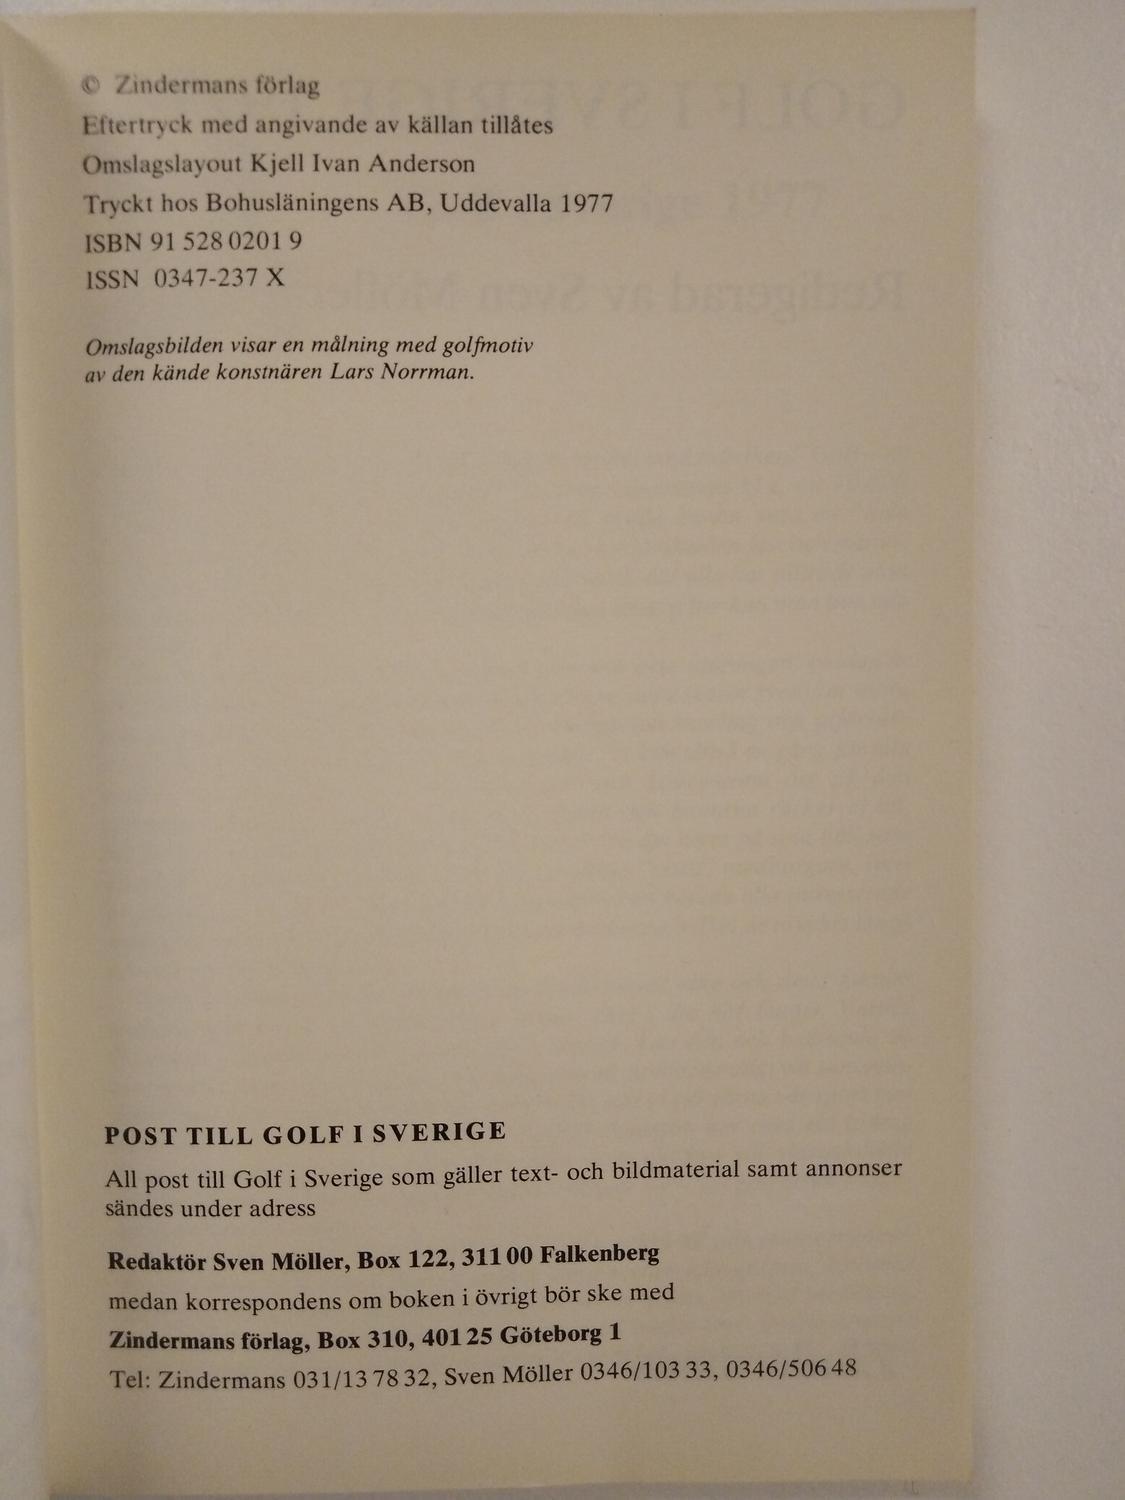 © Zindermans förlag
Eftertryck med angivande av källan tillåtes
Omslagslayout Kjell Ivan Anderson
Tryckt hos Bohusläningens AB, Uddevalla 1977
ISBN 91 528 0201 9
ISSN 0347-237 X
Omslagsbilden visar en målning med golfmotiv
av den kände konstnären Lars Norrman.
POST TILL GOLF I SVERIGE
All post till Golf i Sverige som gäller text- och bildmaterial samt annonser
sändes under adress
Redaktör Sven Möller, Box 122, 311 00 Falkenberg
medan korrespondens om boken i övrigt bör ske med
Zindermans förlag, Box 310, 401 25 Göteborg 1
Tel: Zindermans 031/13 78 32, Sven Möller 0346/103 33, 0346/506 48